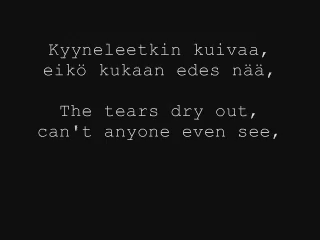 Kyyneleetkin kuivaa,
eikö kukaan edes nää,
The tears dry out,
can't anyone even see,